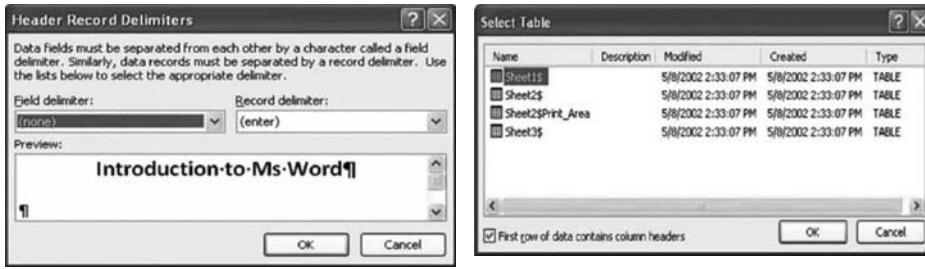 Header Record Delimiters
Data fields must be separated from each other by a character called a field
delimiter. Similarly, data records must be separated by a record delimiter. Use
the lists below to select the appropriate delimiter.
Field delimiter: Record delimiter:
(none) (enter)
Preview:
Introduction·to·Ms·Word¶
¶
OK Cancel
Select Table
Name Description Modified Created Type
Sheet1$ 5/8/2002 2:33:07 PM 5/8/2002 2:33:07 PM TABLE
Sheet2$ 5/8/2002 2:33:07 PM 5/8/2002 2:33:07 PM TABLE
Sheet2$Print_Area 5/8/2002 2:33:07 PM 5/8/2002 2:33:07 PM TABLE
Sheet3$ 5/8/2002 2:33:07 PM 5/8/2002 2:33:07 PM TABLE
First row of data contains column headers
OK Cancel